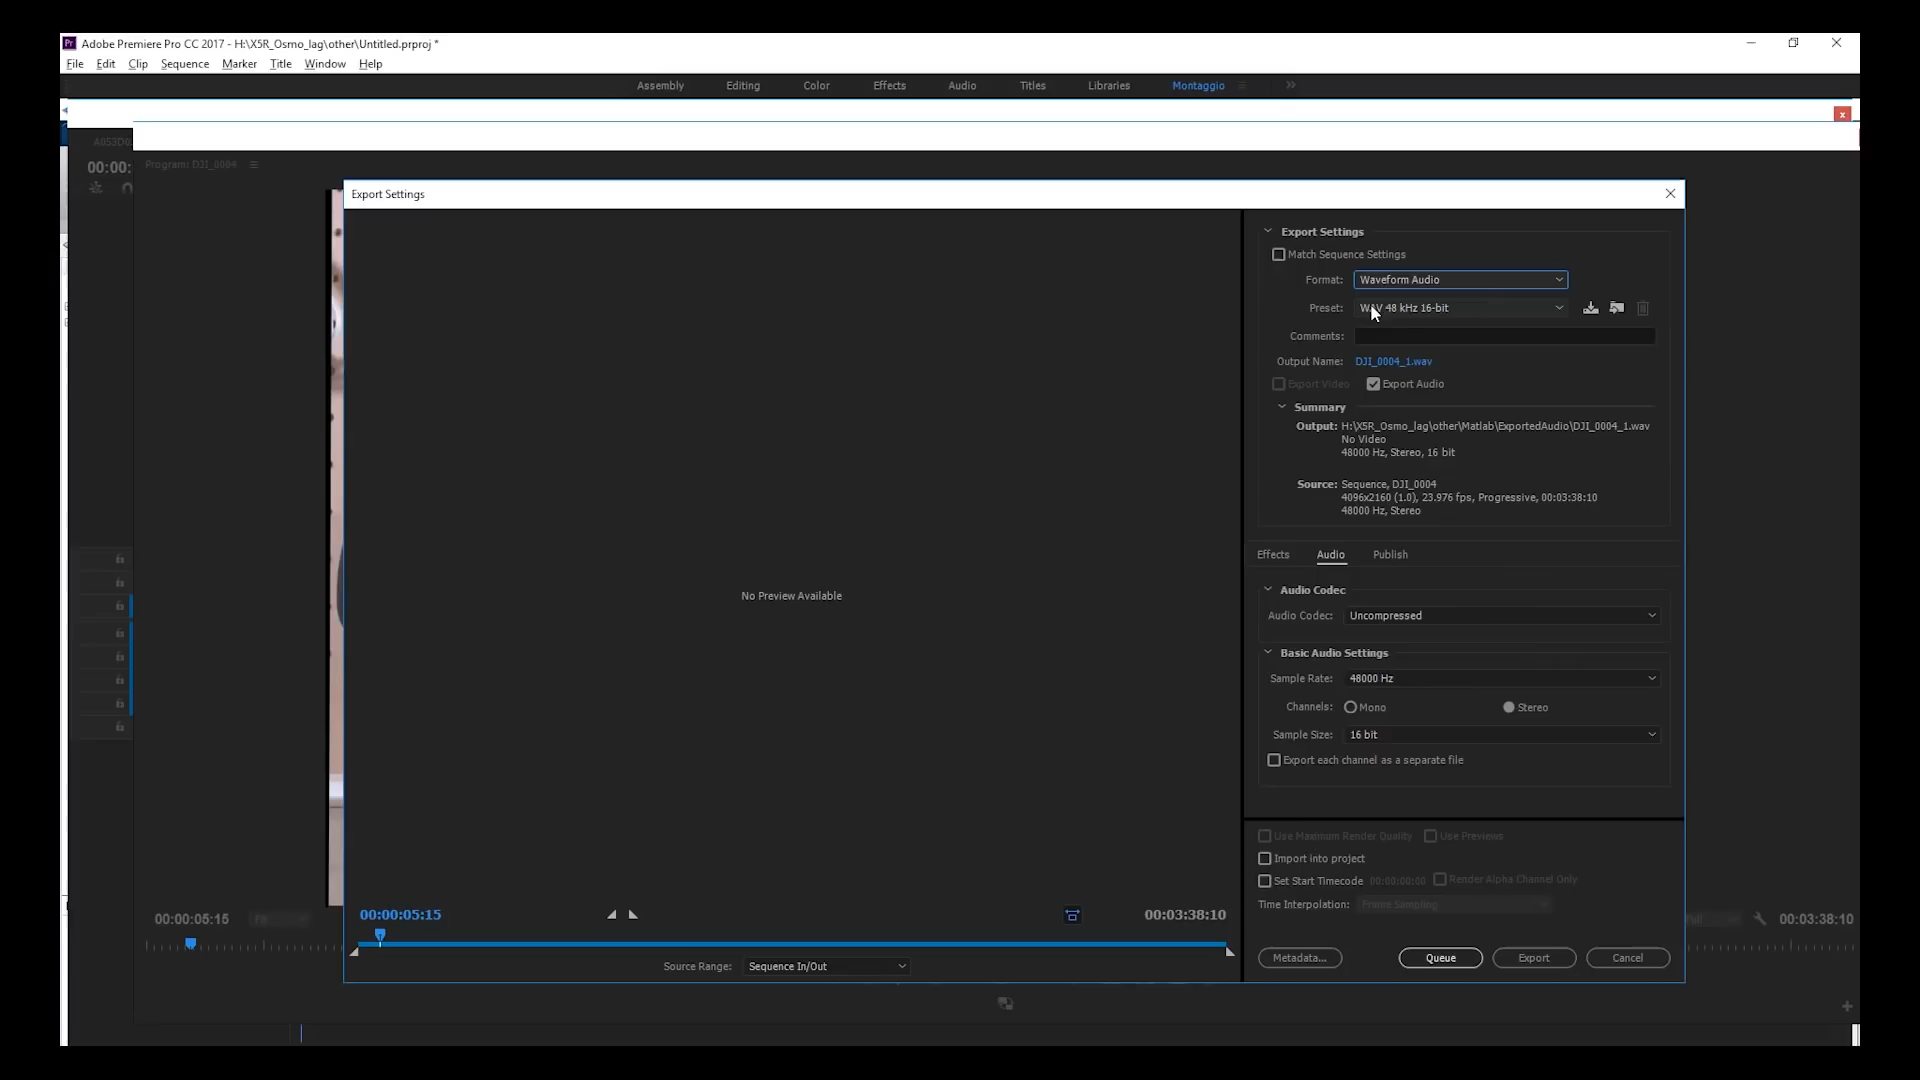 Adobe Premiere Pro CC 2017 - H:\X5R_Osmo_lag\other\Untitled.prproj *
File Edit Clip Sequence Marker Title Window Help
Assembly Editing Color Effects Audio Titles Libraries Montaggio
Program: DJI_0004
00:00:
Export Settings
Export Settings
Match Sequence Settings
Format: Waveform Audio
Preset: WAV 48 kHz 16-bit
Comments:
Output Name: DJI_0004_1.wav
Export Video Export Audio
Summary
Output: H:\X5R_Osmo_lag\other\Matlab\ExportedAudio\DJI_0004_1.wav
No Video
48000 Hz, Stereo, 16 bit
Source: Sequence, DJI_0004
4096x2160 (1.0), 23.976 fps, Progressive, 00:03:38:10
48000 Hz, Stereo
Effects Audio Publish
Audio Codec
Audio Codec: Uncompressed
No Preview Available
Basic Audio Settings
Sample Rate: 48000 Hz
Channels: Mono Stereo
Sample Size: 16 bit
Export each channel as a separate file
Use Maximum Render Quality Use Previews
Import into project
Set Start Timecode 00:00:00:00 Render Alpha Channel Only
Time Interpolation: Frame Sampling
00:00:05:15 Fit 00:00:05:15 00:03:38:10 Full 00:03:38:10
Source Range: Sequence In/Out
Metadata... Queue Export Cancel